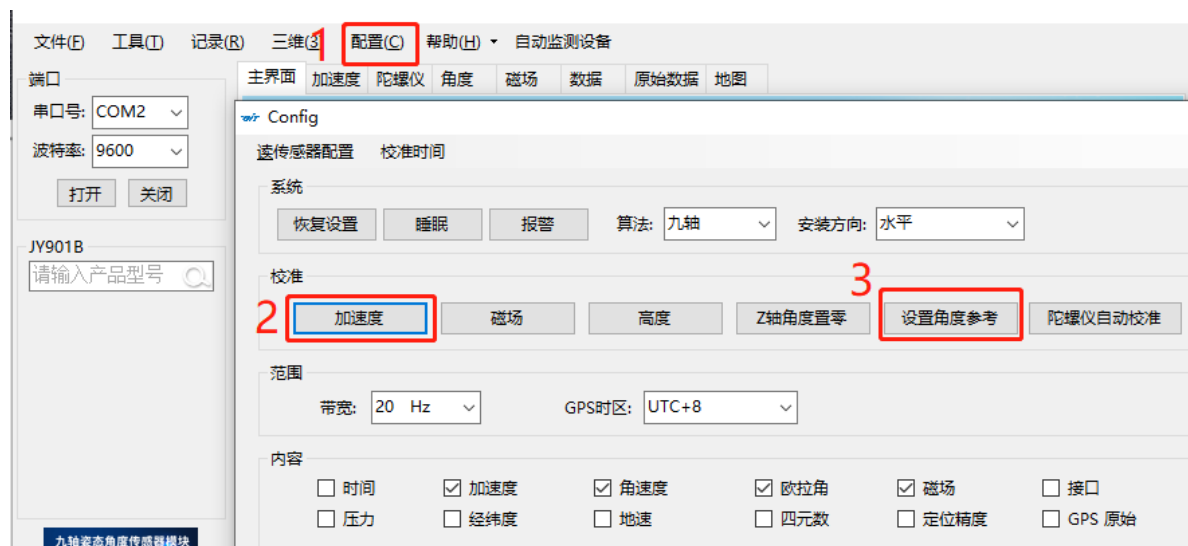 文件(F) 工具(T) 记录(R) 三维(3 1 配置(C) 帮助(H) 自动监测设备
端口 主界面 加速度 陀螺仪 角度 磁场 数据 原始数据 地图
串口号: COM2
Config
波特率: 9600
读传感器配置 校准时间
打开 关闭
系统
恢复设置 睡眠 报警 算法: 九轴 安装方向: 水平
JY901B
请输入产品型号
校准
2 加速度 磁场 高度 Z轴角度置零 3 设置角度参考 陀螺仪自动校准
范围
带宽: 20 Hz GPS时区: UTC+8
内容
时间 加速度 角速度 欧拉角 磁场 接口
压力 经纬度 地速 四元数 定位精度 GPS 原始
九轴姿态角度传感器模块